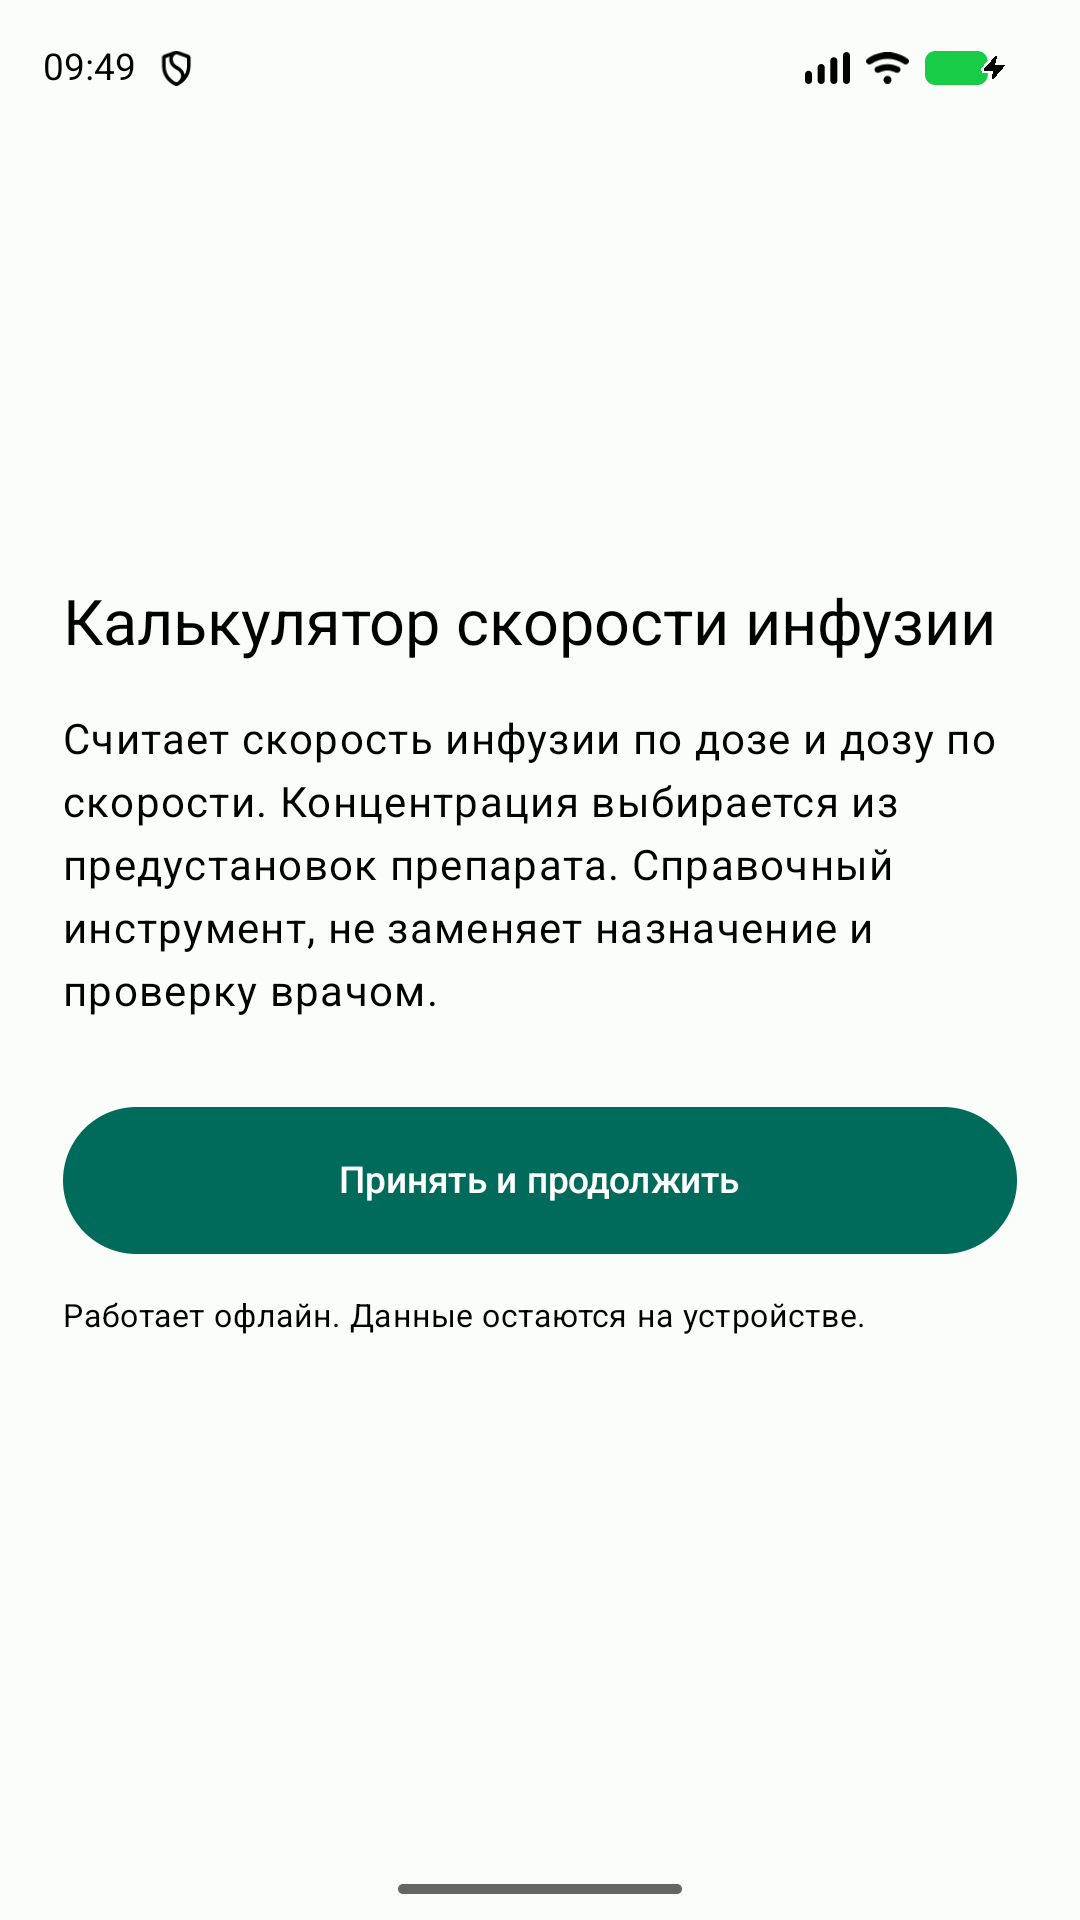 09:49
Калькулятор скорости инфузии
Считает скорость инфузии по дозе и дозу по
скорости. Концентрация выбирается из
предустановок препарата. Справочный
инструмент, не заменяет назначение и
проверку врачом.
Принять и продолжить
Работает офлайн. Данные остаются на устройстве.